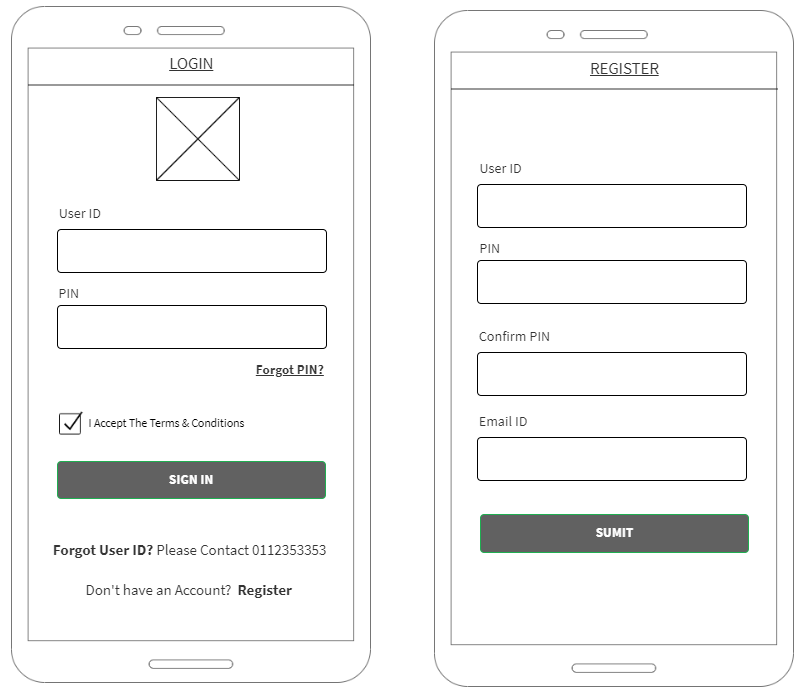 LOGIN
User ID
PIN
Forgot PIN?
I Accept The Terms & Conditions
SIGN IN
Forgot User ID? Please Contact 0112353353
Don't have an Account? Register
REGISTER
User ID
PIN
Confirm PIN
Email ID
SUMIT